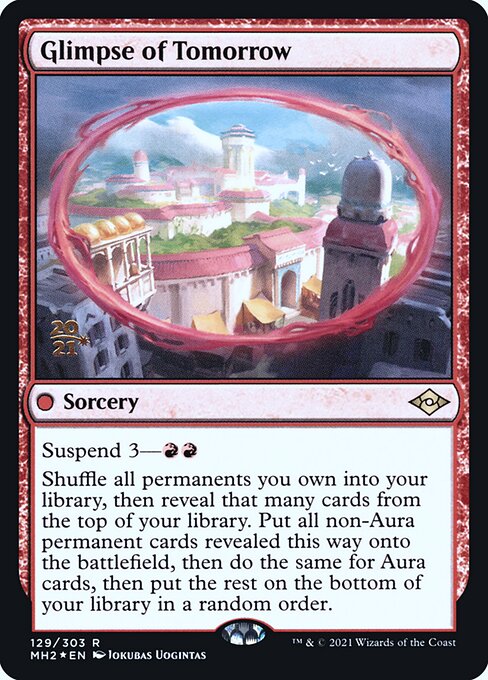 Glimpse of Tomorrow
20
21
Sorcery
Suspend 3—
Shuffle all permanents you own into your
library, then reveal that many cards from
the top of your library. Put all non-Aura
permanent cards revealed this way onto
the battlefield, then do the same for Aura
cards, then put the rest on the bottom of
your library in a random order.
129/303 R
MH2 EN Jokubas Uogintas
™ & © 2021 Wizards of the Coast